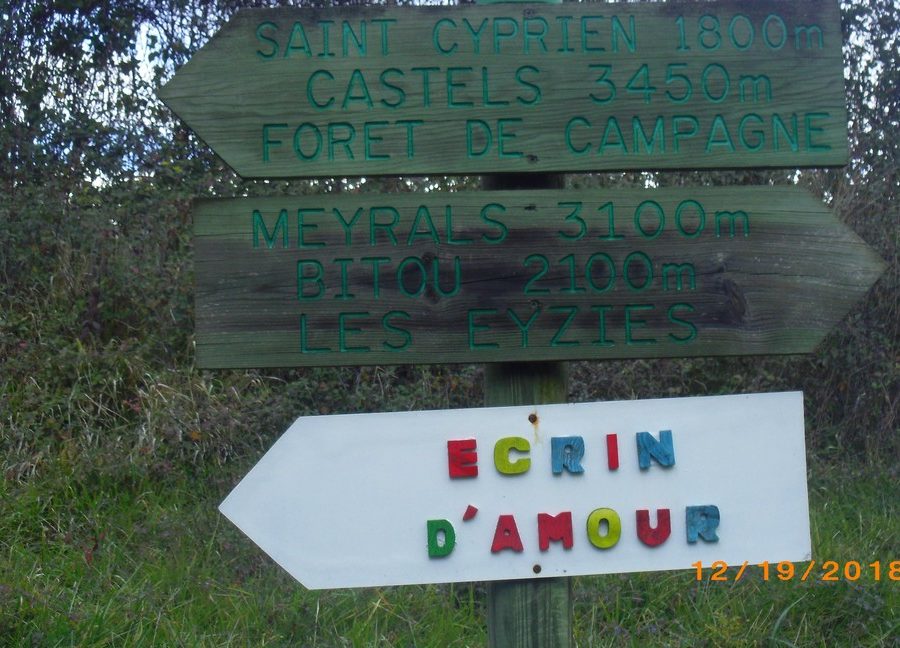 SAINT CYPRIEN 1800m
CASTELS 3450m
FORET DE CAMPAGNE
MEYRALS 3100m
BITOU 2100m
LES EYZIES
ECRIN
D'AMOUR
12/19/2018